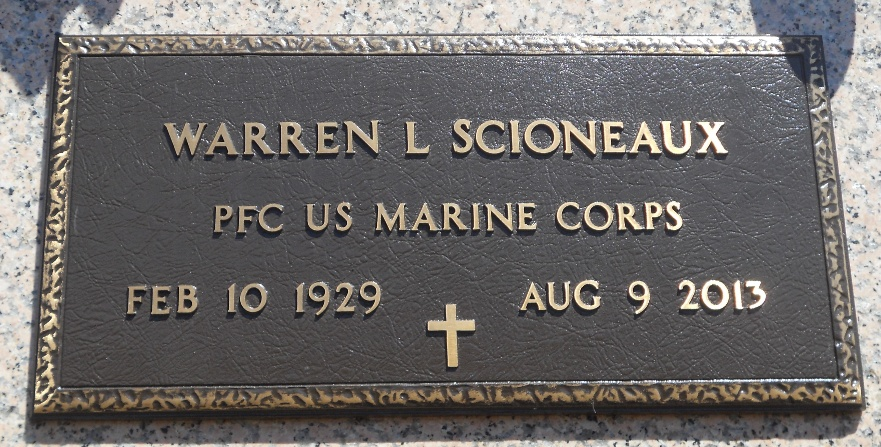 WARREN L SCIONEAUX
PFC US MARINE CORPS
FEB 10 1929 AUG 9 2013